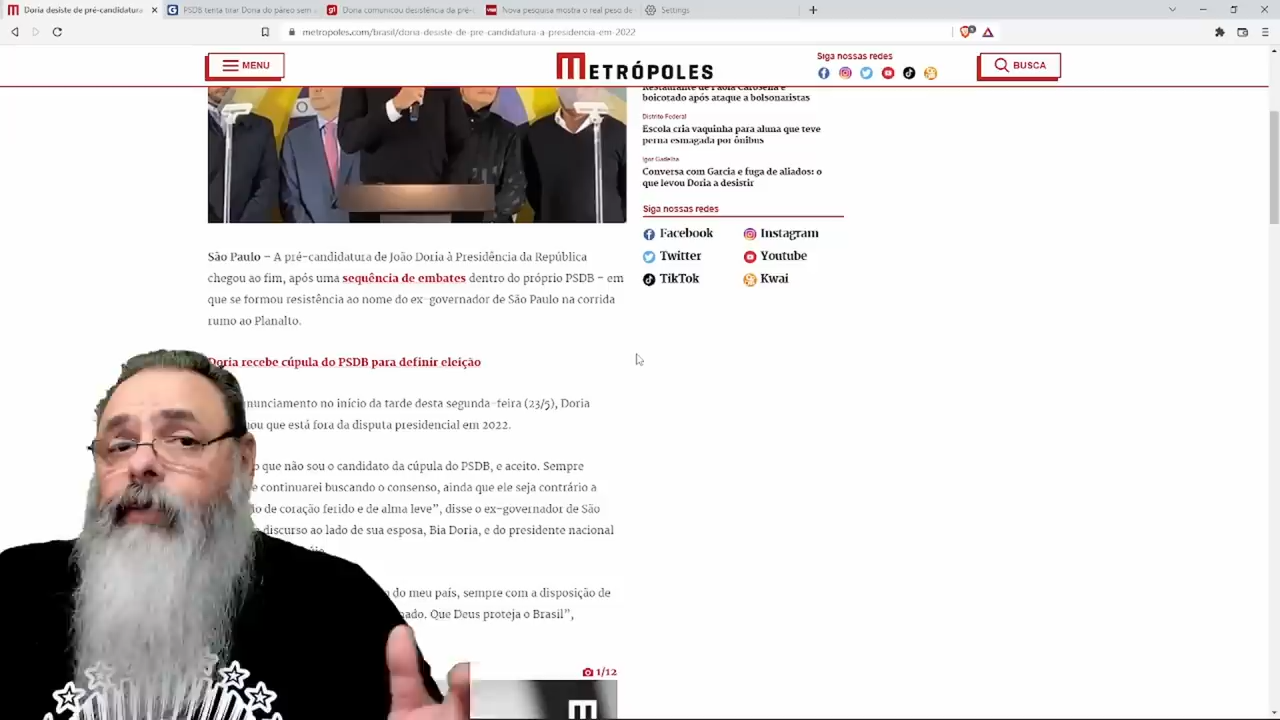 Doria desiste de pré-candidatura
PSDB tenta tirar Doria do páreo sem
Doria comunicou desistência da pré-
Nova pesquisa mostra o real peso de
Settings
metropoles.com/brasil/doria-desiste-de-pre-candidatura-a-presidencia-em-2022
MENU
METRÓPOLES
Siga nossas redes
BUSCA
Restaurante de Paola Carosella é
boicotado após ataque a bolsonaristas
Distrito Federal
Escola cria vaquinha para aluna que teve
perna esmagada por ônibus
Igor Gadelha
Conversa com Garcia e fuga de aliados: o
que levou Doria a desistir
Siga nossas redes
Facebook
Instagram
Twitter
Youtube
TikTok
Kwai
São Paulo – A pré-candidatura de João Doria à Presidência da República
chegou ao fim, após uma sequência de embates dentro do próprio PSDB – em
que se formou resistência ao nome do ex-governador de São Paulo na corrida
rumo ao Planalto.
Doria recebe cúpula do PSDB para definir eleição
nunciamento no início da tarde desta segunda-feira (23/5), Doria
ou que está fora da disputa presidencial em 2022.
o que não sou o candidato da cúpula do PSDB, e aceito. Sempre
e continuarei buscando o consenso, ainda que ele seja contrário a
o de coração ferido e de alma leve”, disse o ex-governador de São
discurso ao lado de sua esposa, Bia Doria, e do presidente nacional
do meu país, sempre com a disposição de
ado. Que Deus proteja o Brasil”,
1/12